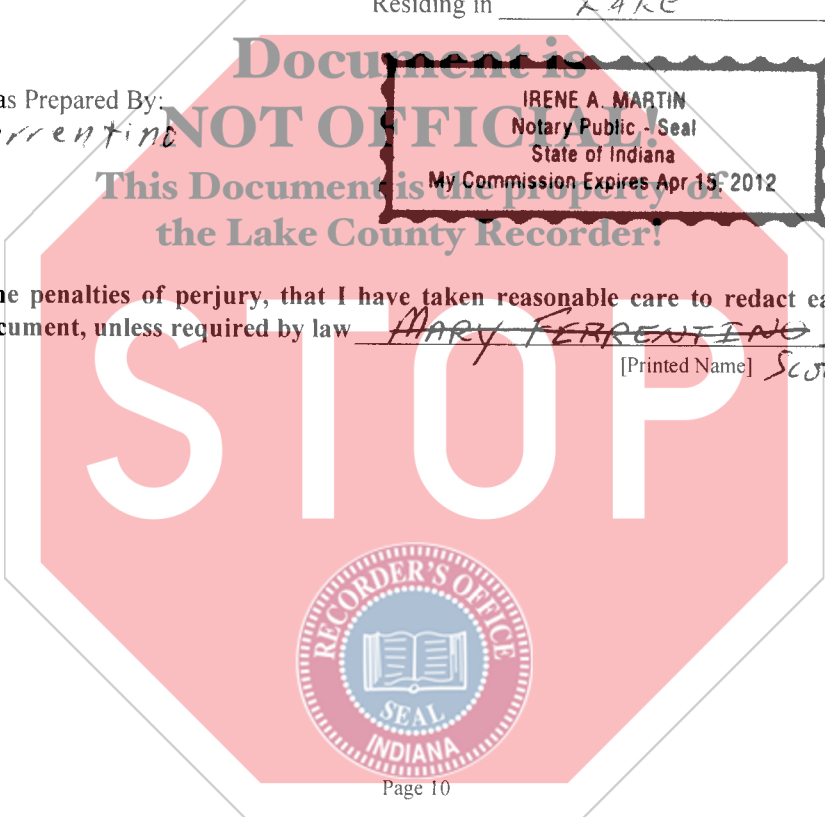 Residing in LAKE
Document is
as Prepared By:
NOT OFFICIAL!
rrentino
IRENE A. MARTIN
Notary Public - Seal
State of Indiana
My Commission Expires Apr 15, 2012
This Document is the property of
the Lake County Recorder!
he penalties of perjury, that I have taken reasonable care to redact ea
cument, unless required by law MARY FERRENTINO
[Printed Name]
STOP
RECORDER'S OFFICE
SEAL
INDIANA
Page 10